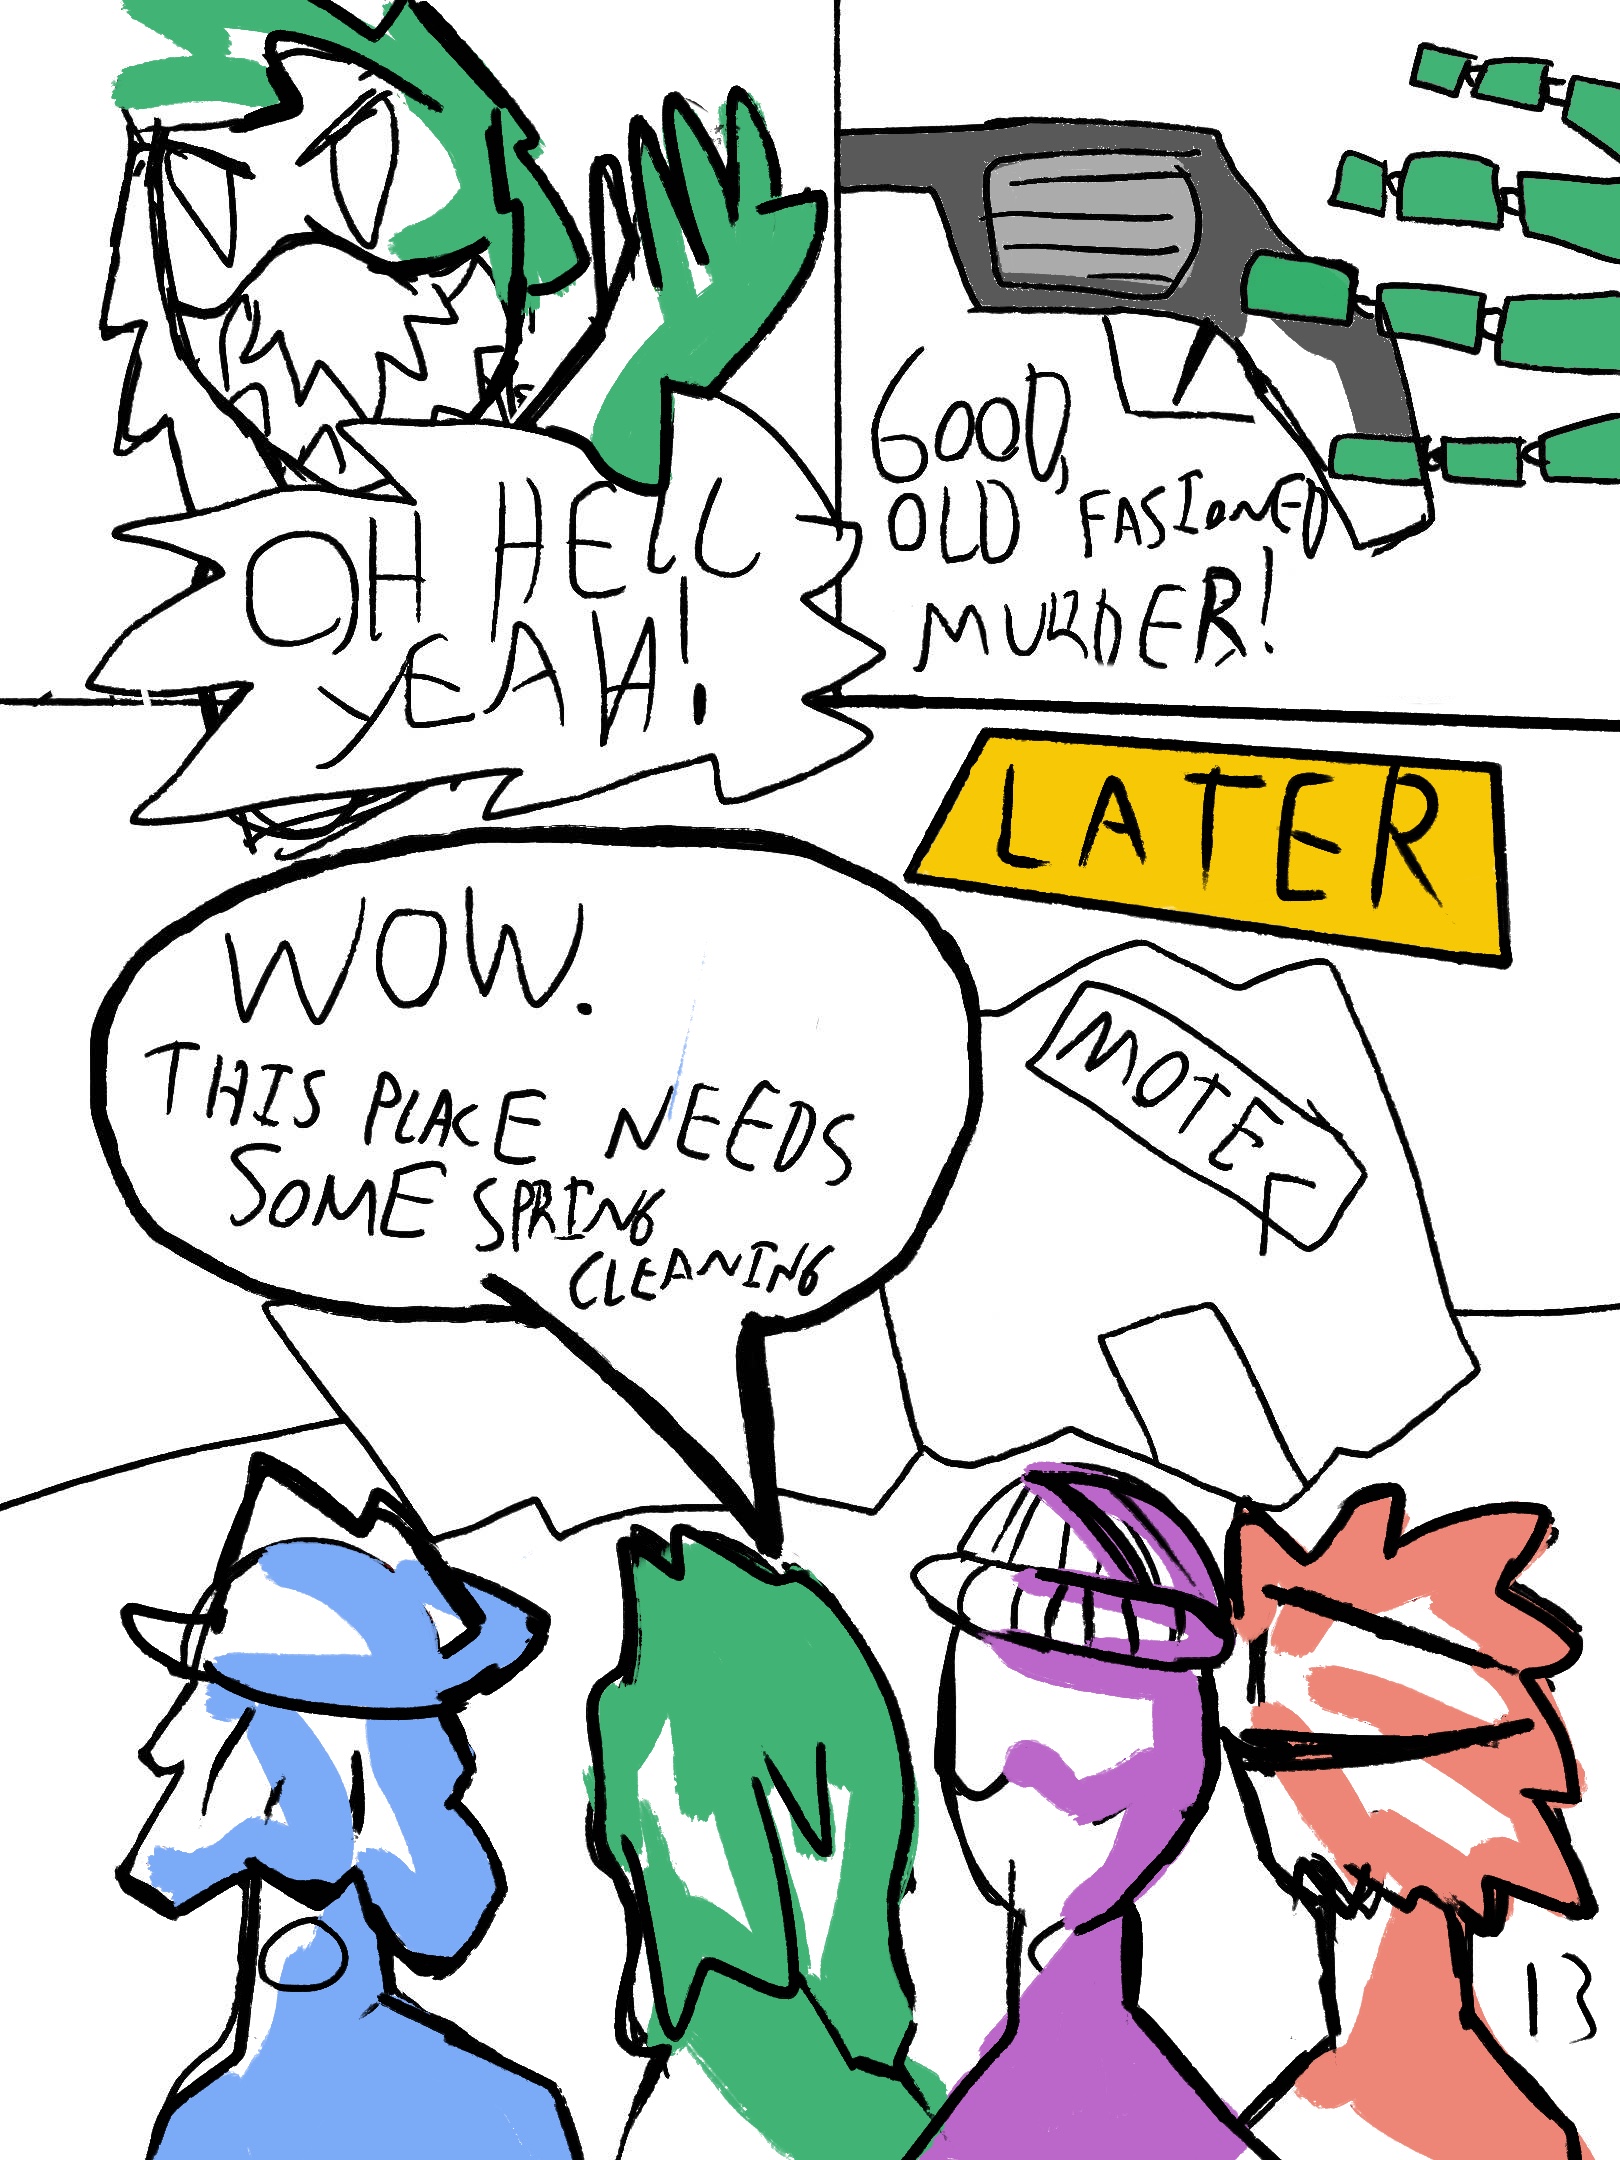 OH HELL
YEAH!
GOOD,
OLD FASIONED
MURDER!
LATER
WOW.
THIS PLACE NEEDS
SOME SPRING
CLEANING
MOTEL
13